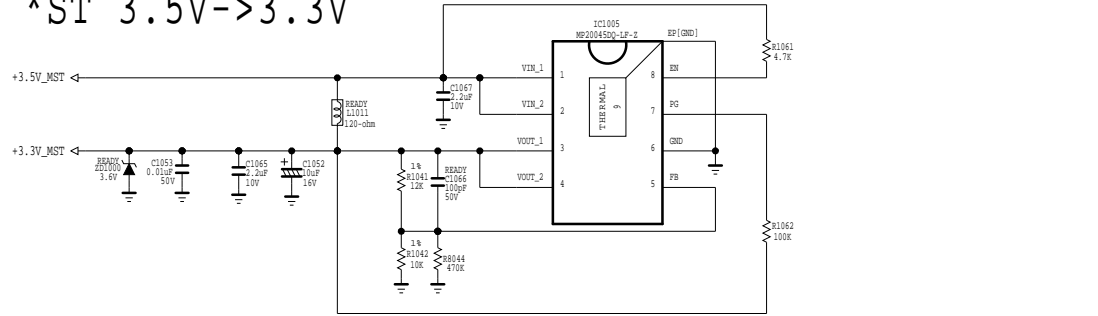 *ST 3.5V->3.3V
IC1005
MP20045DQ-LF-Z
EP[GND]
R1061
4.7K
+3.5V_MST
VIN_1
1
8
EN
C1067
2.2uF
10V
READY
L1011
120-ohm
VIN_2
2
THERMAL
9
7
PG
+3.3V_MST
VOUT_1
3
6
GND
READY
ZD1000
3.6V
C1053
0.01uF
50V
C1065
2.2uF
10V
+
C1052
10uF
16V
1%
R1041
12K
READY
C1066
100pF
50V
VOUT_2
4
5
FB
R1062
100K
1%
R1042
10K
R8044
470K